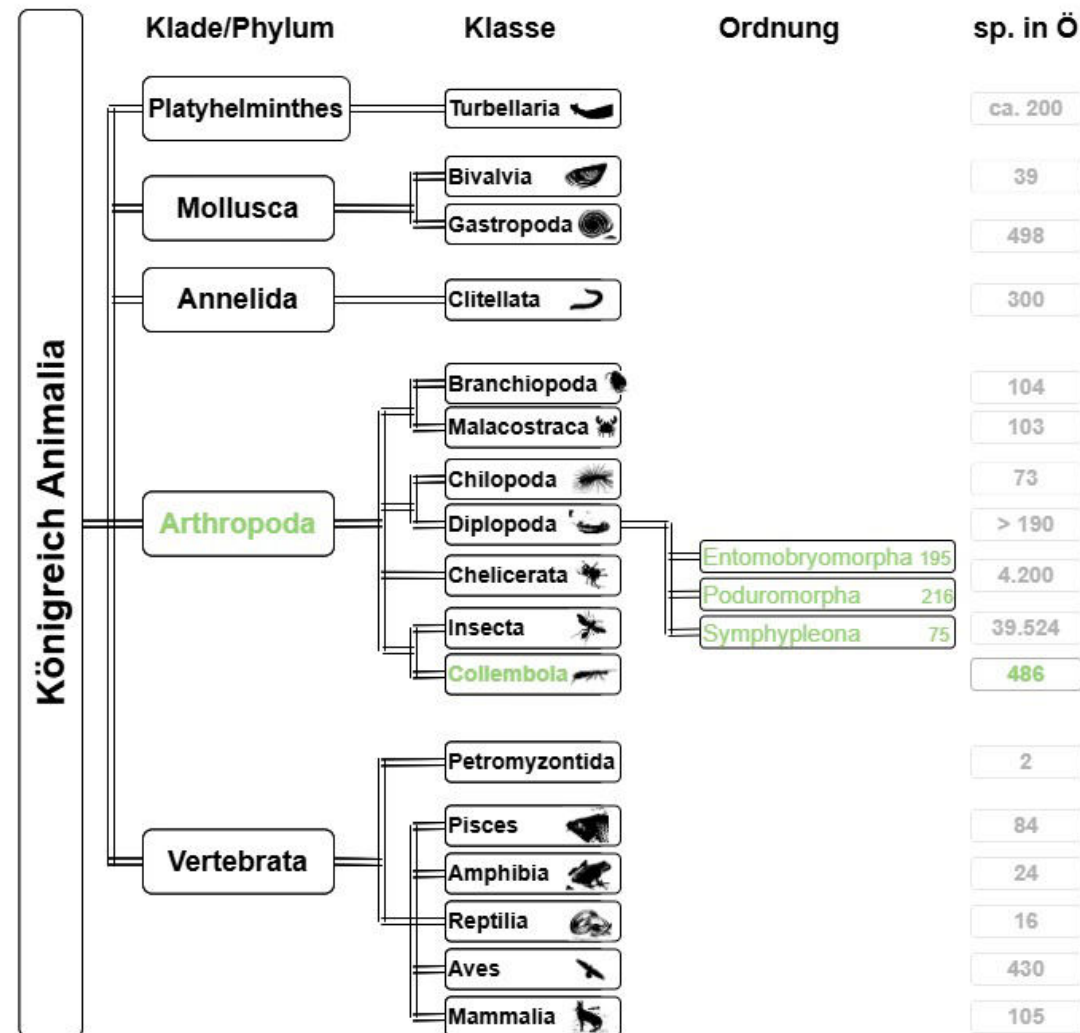 Klade/Phylum Klasse Ordnung sp. in Ö
Königreich Animalia
Platyhelminthes Turbellaria ca. 200
Mollusca
Bivalvia 39
Gastropoda 498
Annelida Clitellata 300
Arthropoda
Branchiopoda 104
Malacostraca 103
Chilopoda 73
Diplopoda > 190
Entomobryomorpha 195
Poduromorpha 216
Symphypleona 75
Chelicerata 4.200
Insecta 39.524
Collembola 486
Vertebrata
Petromyzontida 2
Pisces 84
Amphibia 24
Reptilia 16
Aves 430
Mammalia 105